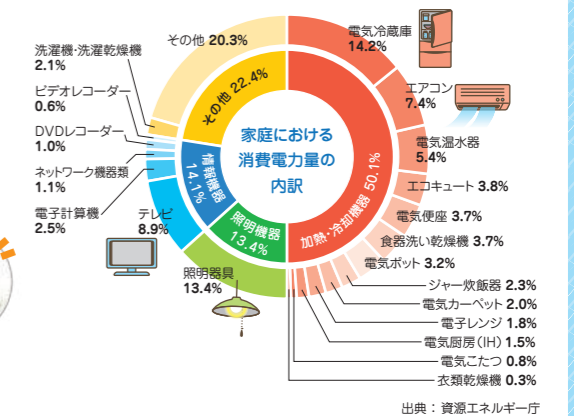 家庭における
消費電力量の
内訳
加熱・冷却機器 50.1%
照明機器
13.4%
情報機器
14.1%
その他 22.4%
電気冷蔵庫
14.2%
エアコン
7.4%
電気温水器
5.4%
エコキュート 3.8%
電気便座 3.7%
食器洗い乾燥機 3.7%
電気ポット 3.2%
ジャー炊飯器 2.3%
電気カーペット 2.0%
電子レンジ 1.8%
電気厨房(IH) 1.5%
電気こたつ 0.8%
衣類乾燥機 0.3%
照明器具
13.4%
テレビ
8.9%
電子計算機
2.5%
ネットワーク機器類
1.1%
DVDレコーダー
1.0%
ビデオレコーダー
0.6%
洗濯機・洗濯乾燥機
2.1%
その他 20.3%
出典：資源エネルギー庁